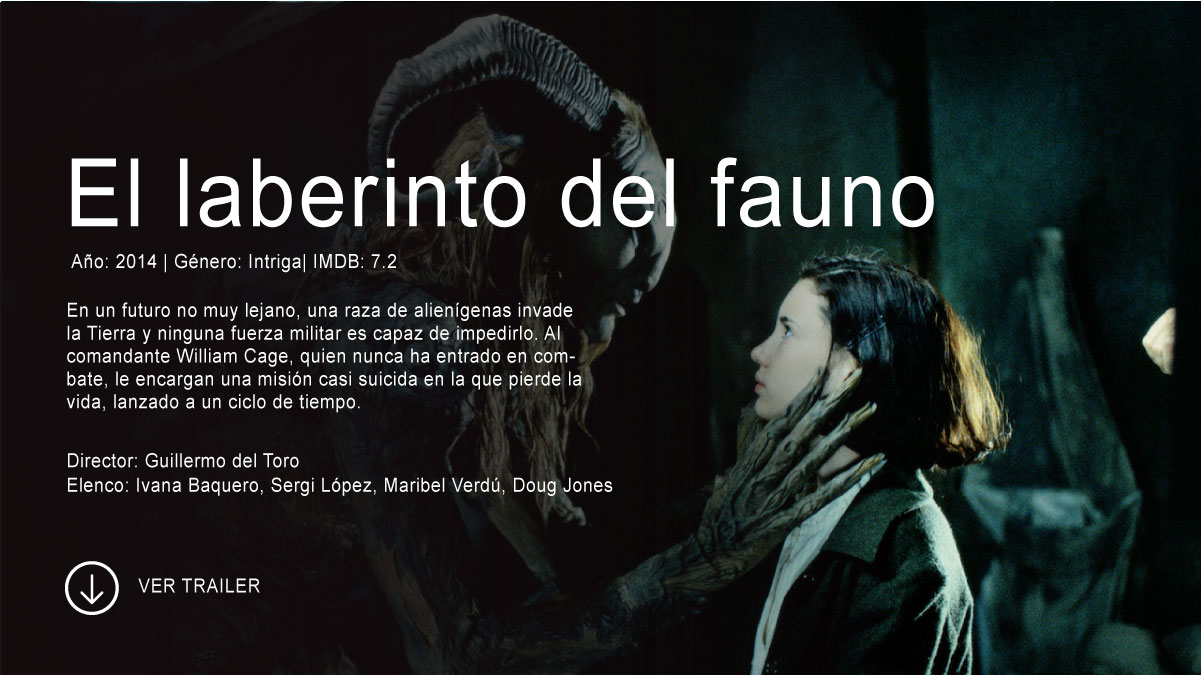 El laberinto del fauno
Año: 2014 | Género: Intriga| IMDB: 7.2
En un futuro no muy lejano, una raza de alienígenas invade
la Tierra y ninguna fuerza militar es capaz de impedirlo. Al
comandante William Cage, quien nunca ha entrado en com-
bate, le encargan una misión casi suicida en la que pierde la
vida, lanzado a un ciclo de tiempo.
Director: Guillermo del Toro
Elenco: Ivana Baquero, Sergi López, Maribel Verdú, Doug Jones
VER TRAILER